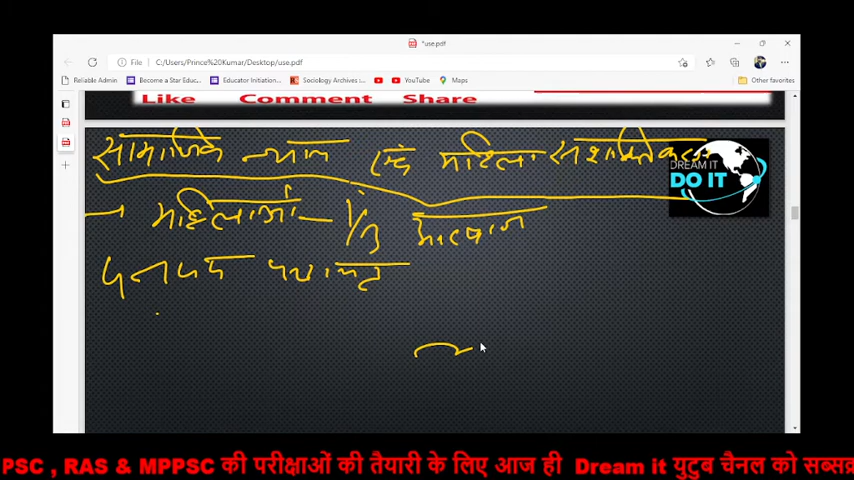 *use.pdf
File C:/Users/Prince%20Kumar/Desktop/use.pdf
Reliable Admin Become a Star Educ... Educator Initiation... Sociology Archives :... YouTube Maps Other favorites
Like Comment Share
सामाजिक न्याय एवं महिला सशक्तिकरण
DREAM IT
DO IT
महिलाओं 1/3 आरक्षण
PSC , RAS & MPPSC की परीक्षाओं की तैयारी के लिए आज ही Dream it युटुब चैनल को सब्सक्रा